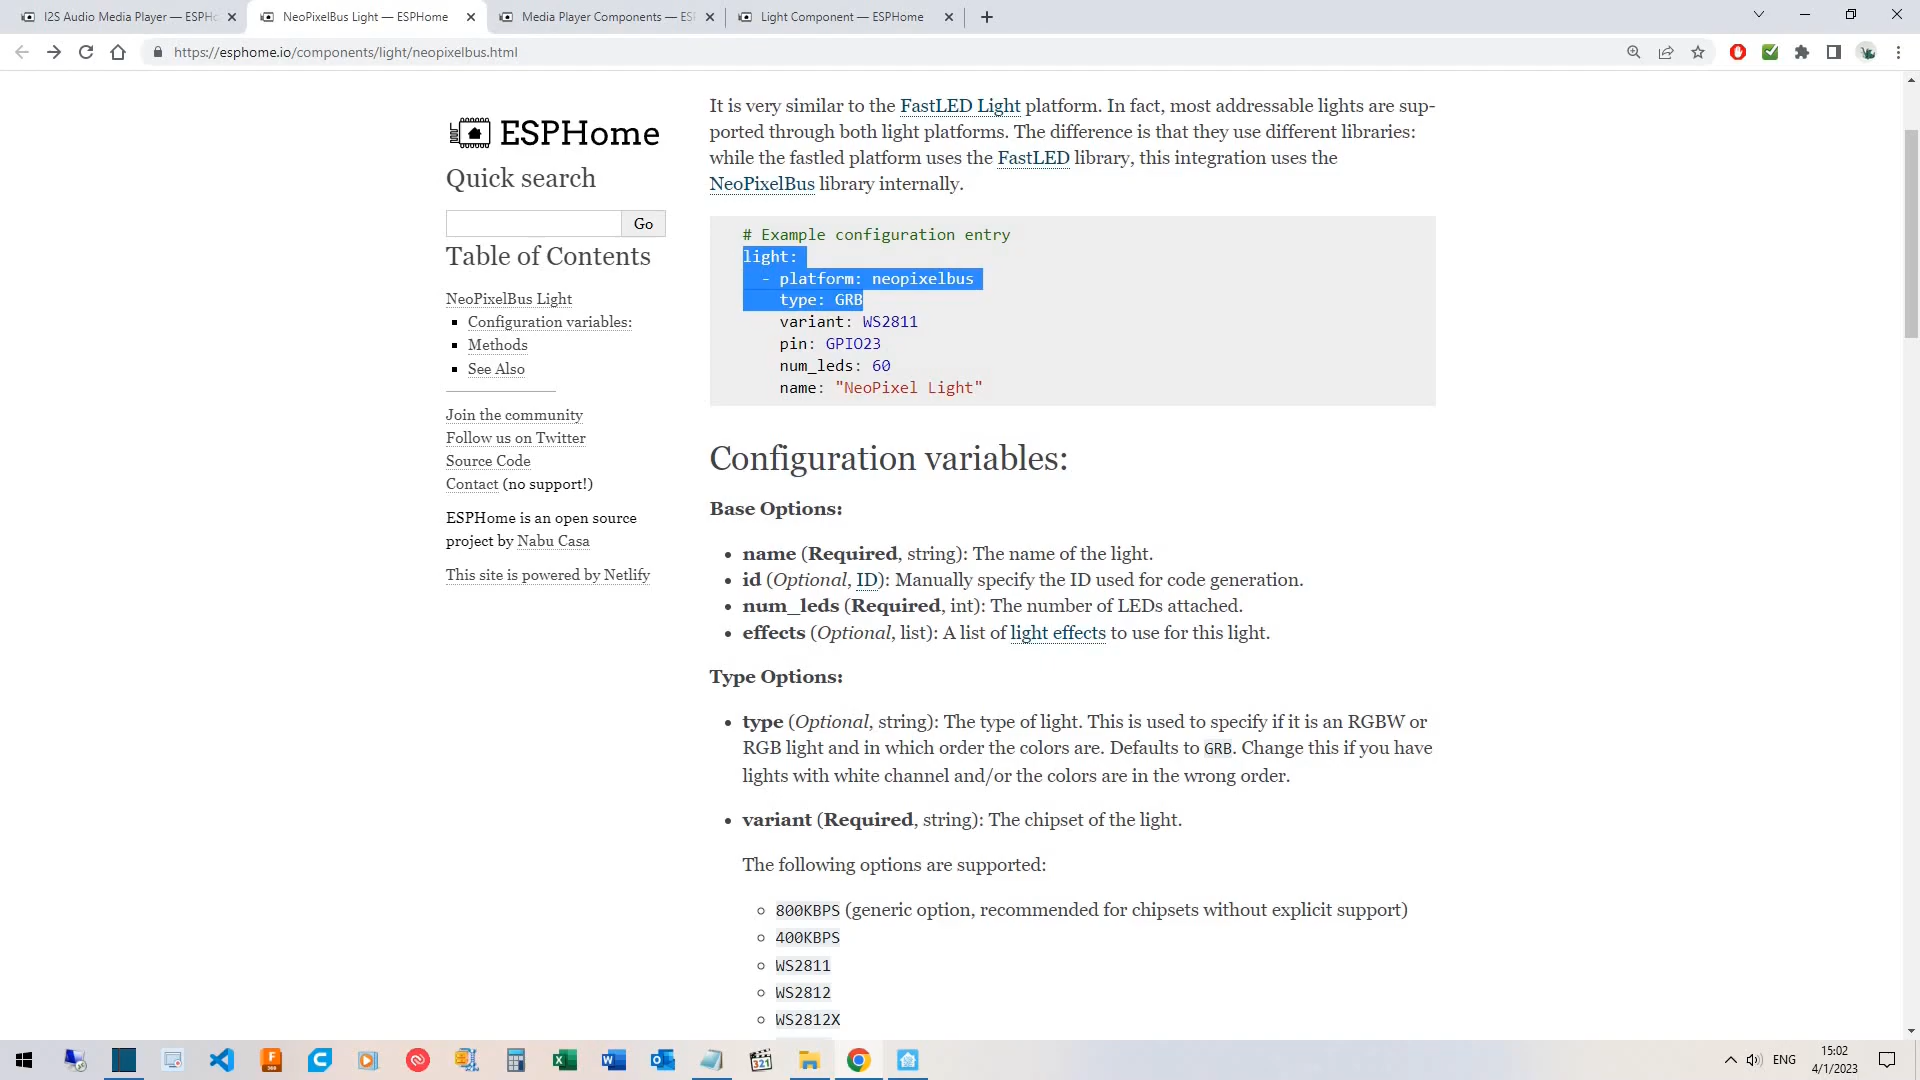 I2S Audio Media Player — ESPHo
NeoPixelBus Light — ESPHome
Media Player Components — ESP
Light Component — ESPHome
https://esphome.io/components/light/neopixelbus.html
ESPHome
Quick search
Go
Table of Contents
NeoPixelBus Light
Configuration variables:
Methods
See Also
Join the community
Follow us on Twitter
Source Code
Contact (no support!)
ESPHome is an open source
project by Nabu Casa
This site is powered by Netlify
It is very similar to the FastLED Light platform. In fact, most addressable lights are sup-
ported through both light platforms. The difference is that they use different libraries:
while the fastled platform uses the FastLED library, this integration uses the
NeoPixelBus library internally.
# Example configuration entry
light:
- platform: neopixelbus
type: GRB
variant: WS2811
pin: GPIO23
num_leds: 60
name: "NeoPixel Light"
Configuration variables:
Base Options:
name (Required, string): The name of the light.
id (Optional, ID): Manually specify the ID used for code generation.
num_leds (Required, int): The number of LEDs attached.
effects (Optional, list): A list of light effects to use for this light.
Type Options:
type (Optional, string): The type of light. This is used to specify if it is an RGBW or
RGB light and in which order the colors are. Defaults to GRB. Change this if you have
lights with white channel and/or the colors are in the wrong order.
variant (Required, string): The chipset of the light.
The following options are supported:
800KBPS (generic option, recommended for chipsets without explicit support)
400KBPS
WS2811
WS2812
WS2812X
ENG
15:02
4/1/2023